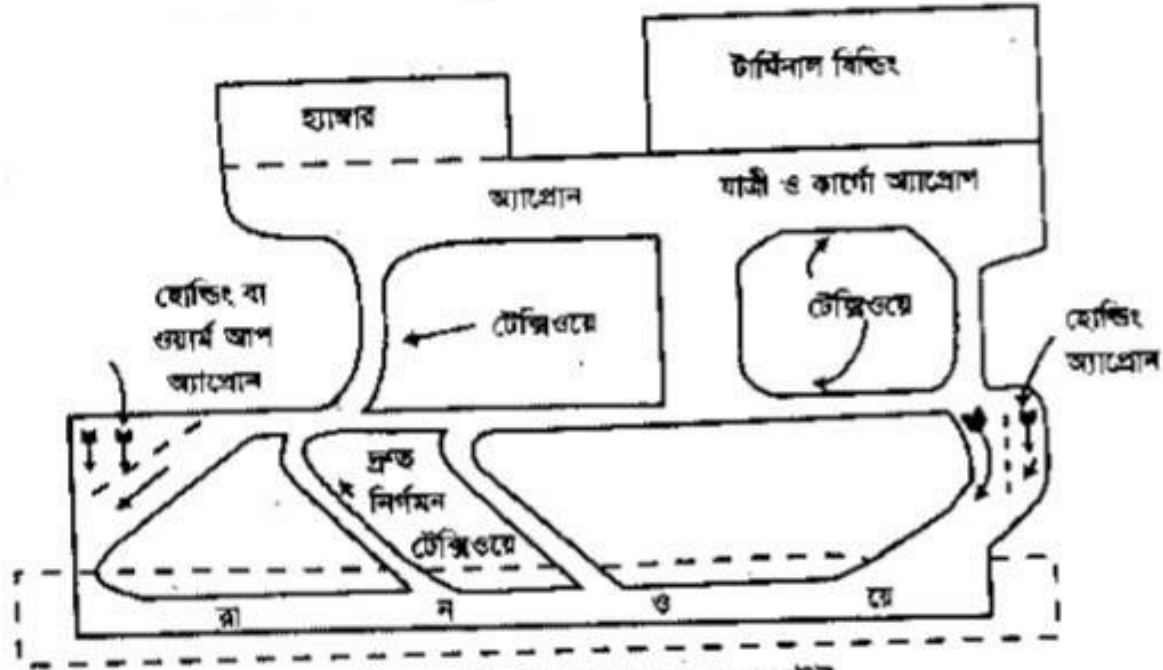 টার্মিনাল বিল্ডিং
হ্যাঙ্গার
অ্যাপ্রোন
যাত্রী ও কার্গো অ্যাপ্রোণ
হোল্ডিং বা
ওয়ার্ম আপ
অ্যাপ্রোন
টেক্সিওয়ে
টেক্সিওয়ে
হোল্ডিং
অ্যাপ্রোন
দ্রুত
নির্গমন
টেক্সিওয়ে
রা ন ও য়ে